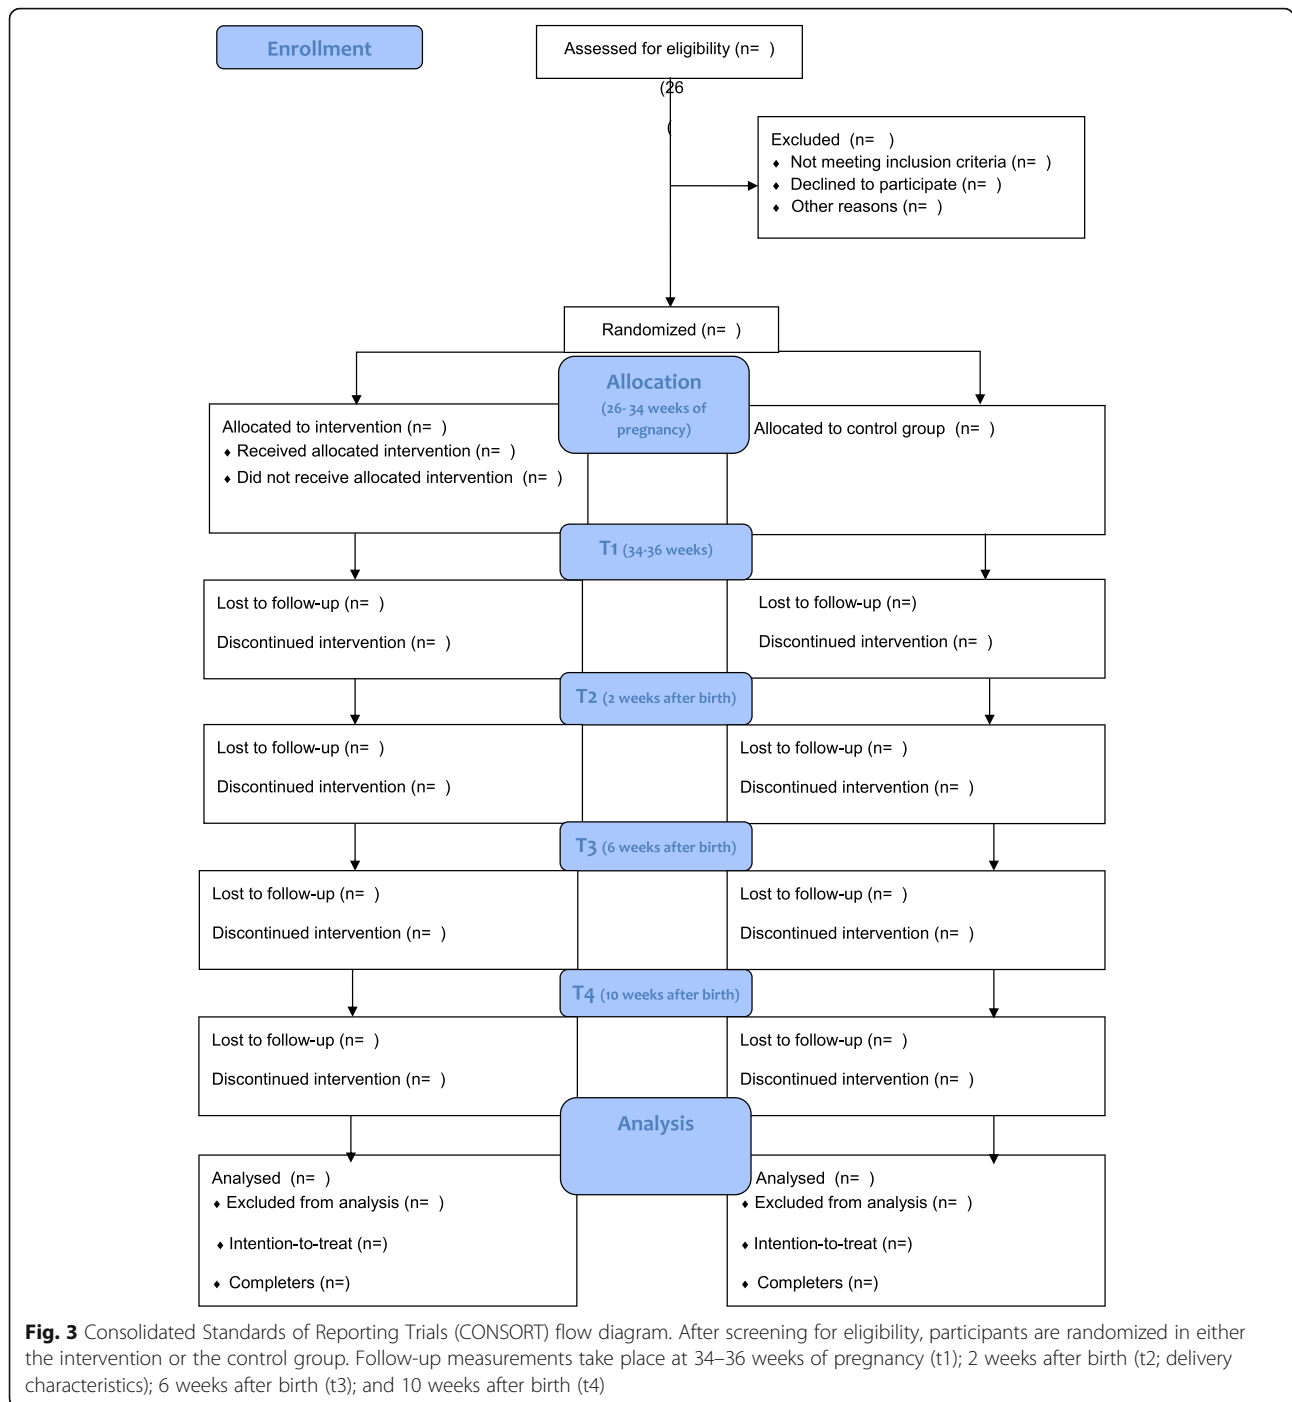 Enrollment
Assessed for eligibility (n= )
(26
(
Excluded (n= )
♦ Not meeting inclusion criteria (n= )
♦ Declined to participate (n= )
♦ Other reasons (n= )
Randomized (n= )
Allocation
(26- 34 weeks of
pregnancy)
Allocated to intervention (n= )
♦ Received allocated intervention (n= )
♦ Did not receive allocated intervention (n= )
Allocated to control group (n= )
T1 (34-36 weeks)
Lost to follow-up (n= )
Discontinued intervention (n= )
Lost to follow-up (n=)
Discontinued intervention (n= )
T2 (2 weeks after birth)
Lost to follow-up (n= )
Discontinued intervention (n= )
Lost to follow-up (n= )
Discontinued intervention (n= )
T3 (6 weeks after birth)
Lost to follow-up (n= )
Discontinued intervention (n= )
Lost to follow-up (n= )
Discontinued intervention (n= )
T4 (10 weeks after birth)
Lost to follow-up (n= )
Discontinued intervention (n= )
Lost to follow-up (n= )
Discontinued intervention (n= )
Analysis
Analysed (n= )
♦ Excluded from analysis (n= )
♦ Intention-to-treat (n=)
♦ Completers (n=)
Analysed (n= )
♦ Excluded from analysis (n= )
♦ Intention-to-treat (n=)
♦ Completers (n=)
Fig. 3 Consolidated Standards of Reporting Trials (CONSORT) flow diagram. After screening for eligibility, participants are randomized in either
the intervention or the control group. Follow-up measurements take place at 34–36 weeks of pregnancy (t1); 2 weeks after birth (t2; delivery
characteristics); 6 weeks after birth (t3); and 10 weeks after birth (t4)